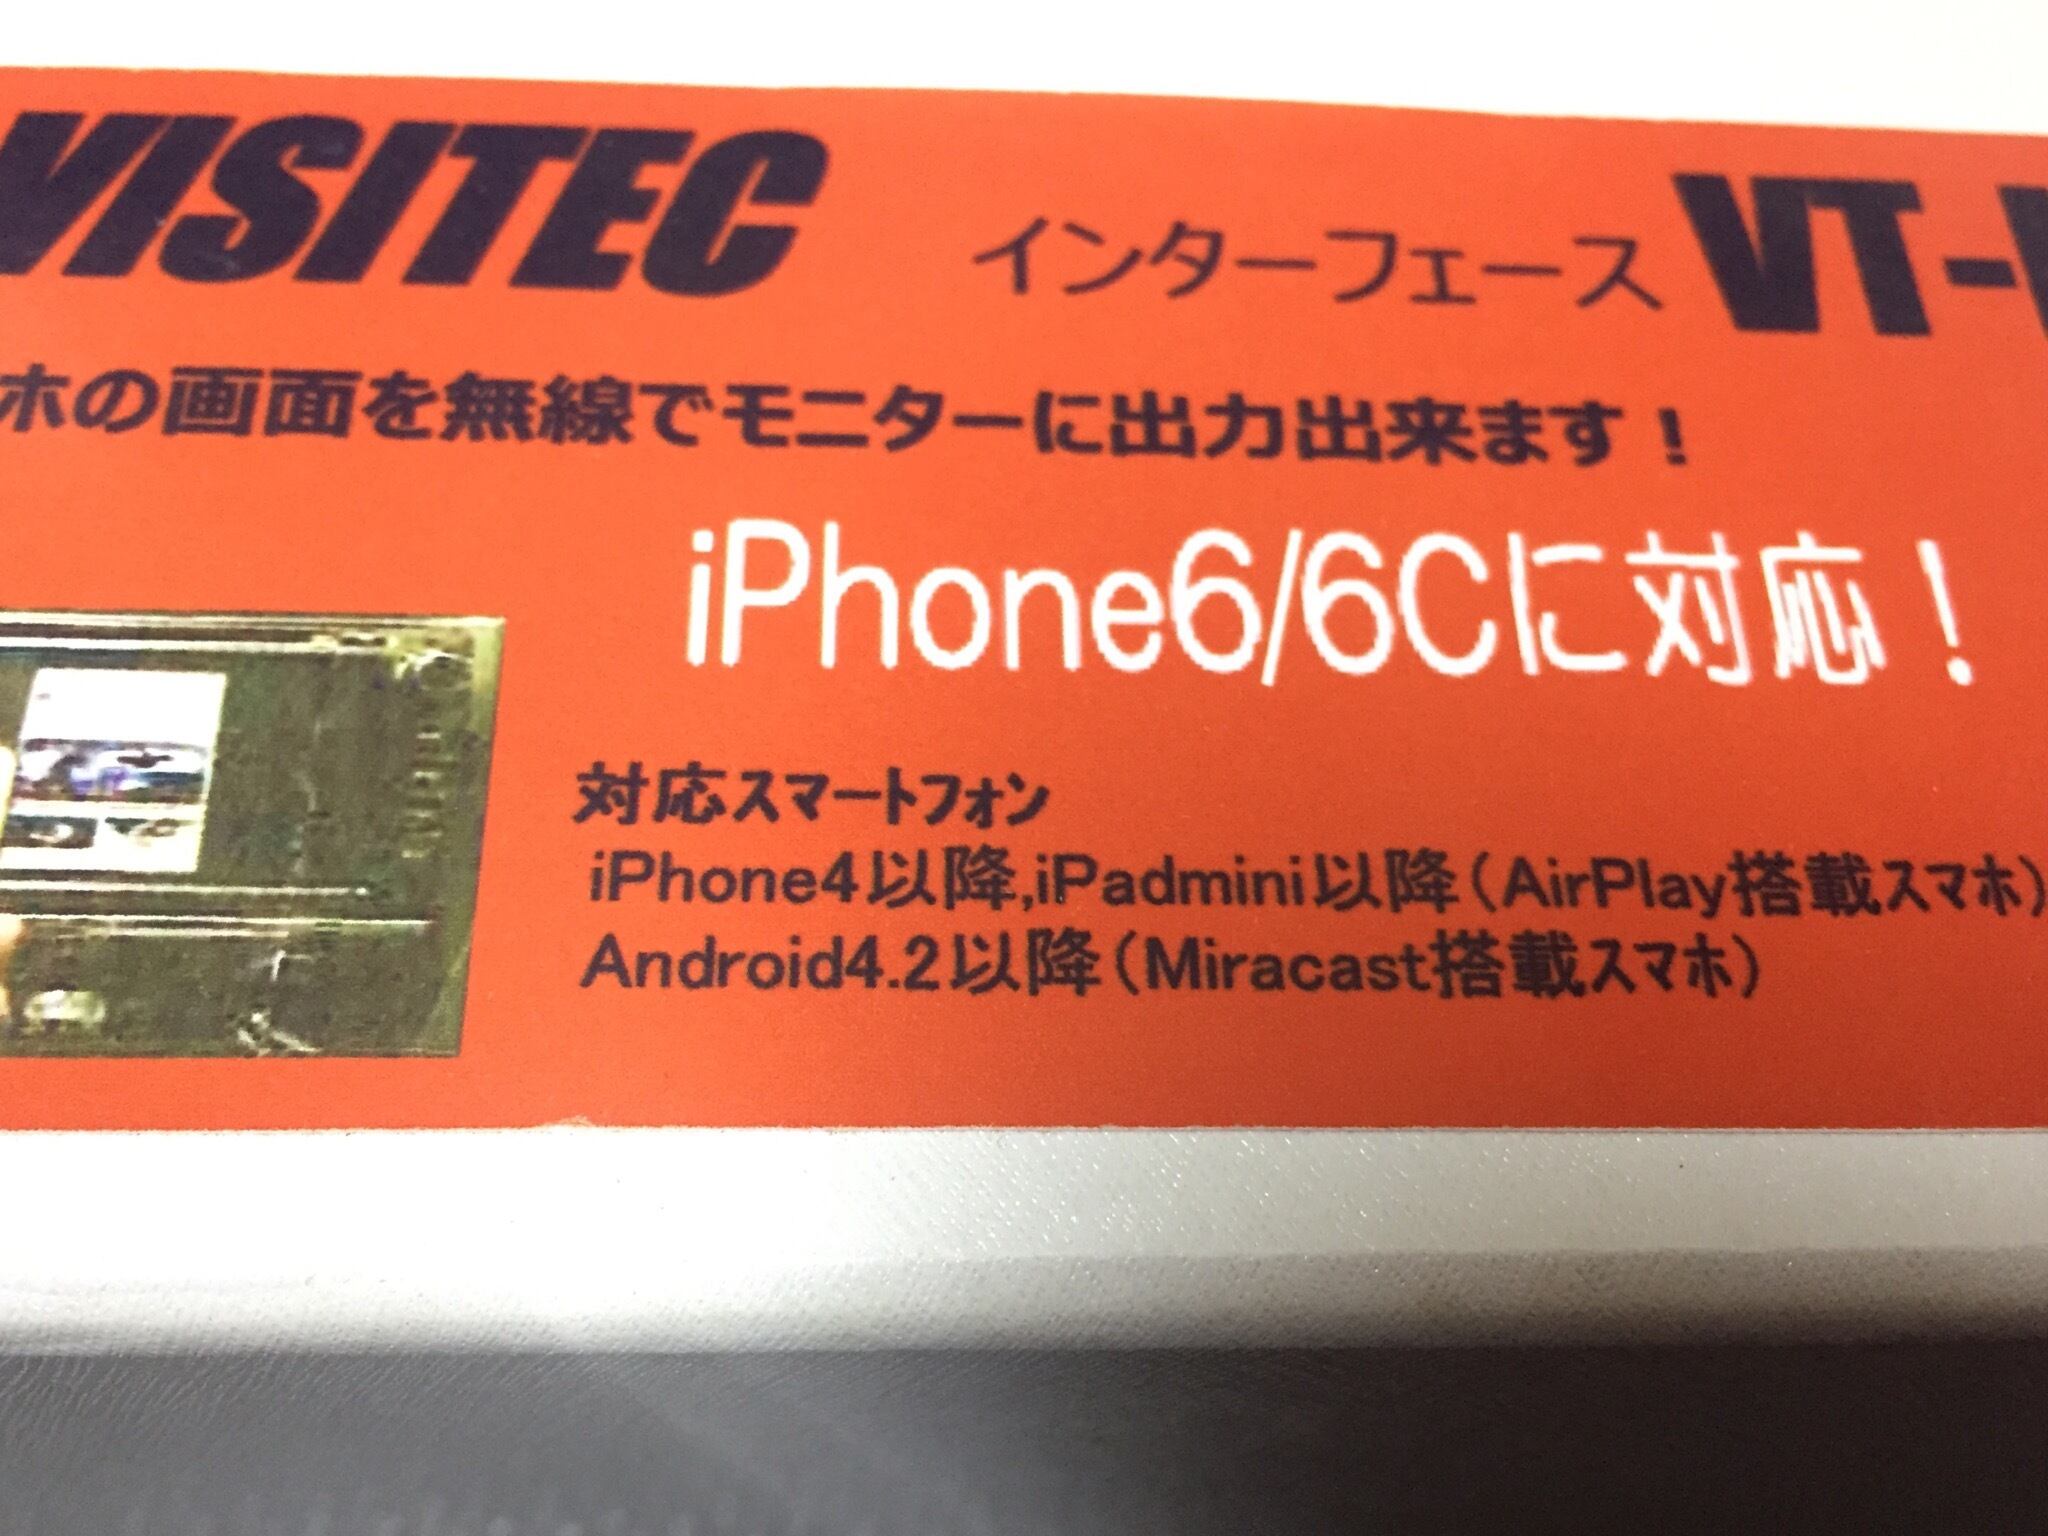 VISITEC インターフェース VT-
ホの画面を無線でモニターに出力出来ます！
iPhone6/6Cに対応！
対応スマートフォン
iPhone4以降,iPadmini以降（AirPlay搭載スマホ）
Android4.2以降（Miracast搭載スマホ）